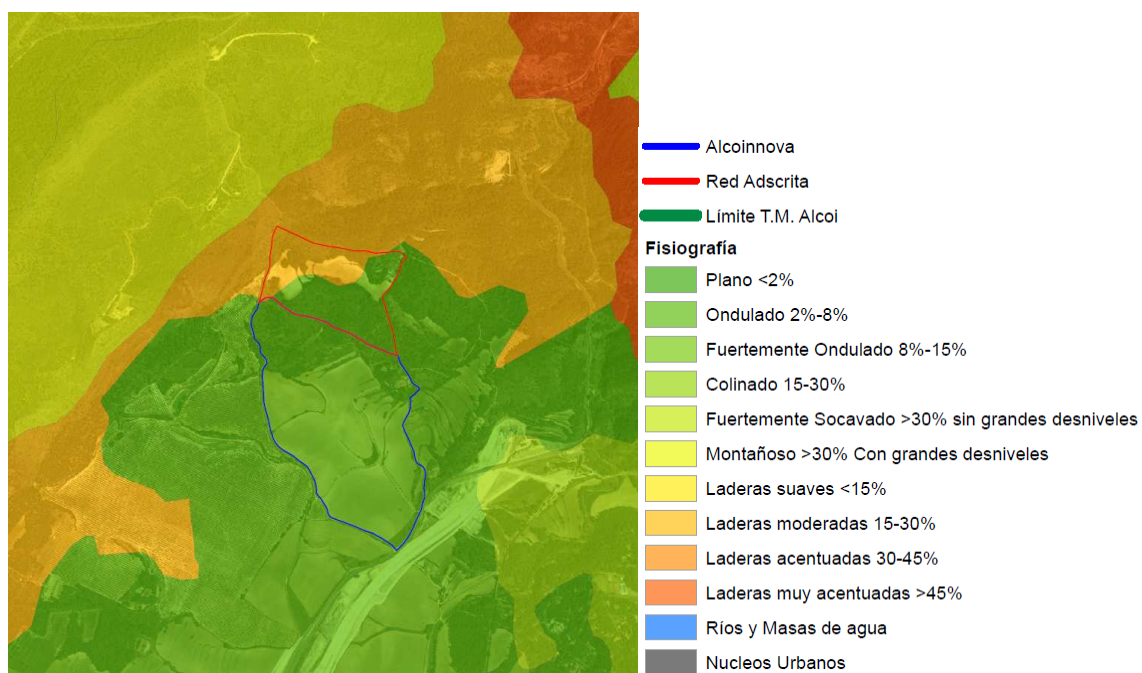 Alcoinnova
Red Adscrita
Límite T.M. Alcoi
Fisiografía
Plano <2%
Ondulado 2%-8%
Fuertemente Ondulado 8%-15%
Colinado 15-30%
Fuertemente Socavado >30% sin grandes desniveles
Montañoso >30% Con grandes desniveles
Laderas suaves <15%
Laderas moderadas 15-30%
Laderas acentuadas 30-45%
Laderas muy acentuadas >45%
Ríos y Masas de agua
Nucleos Urbanos